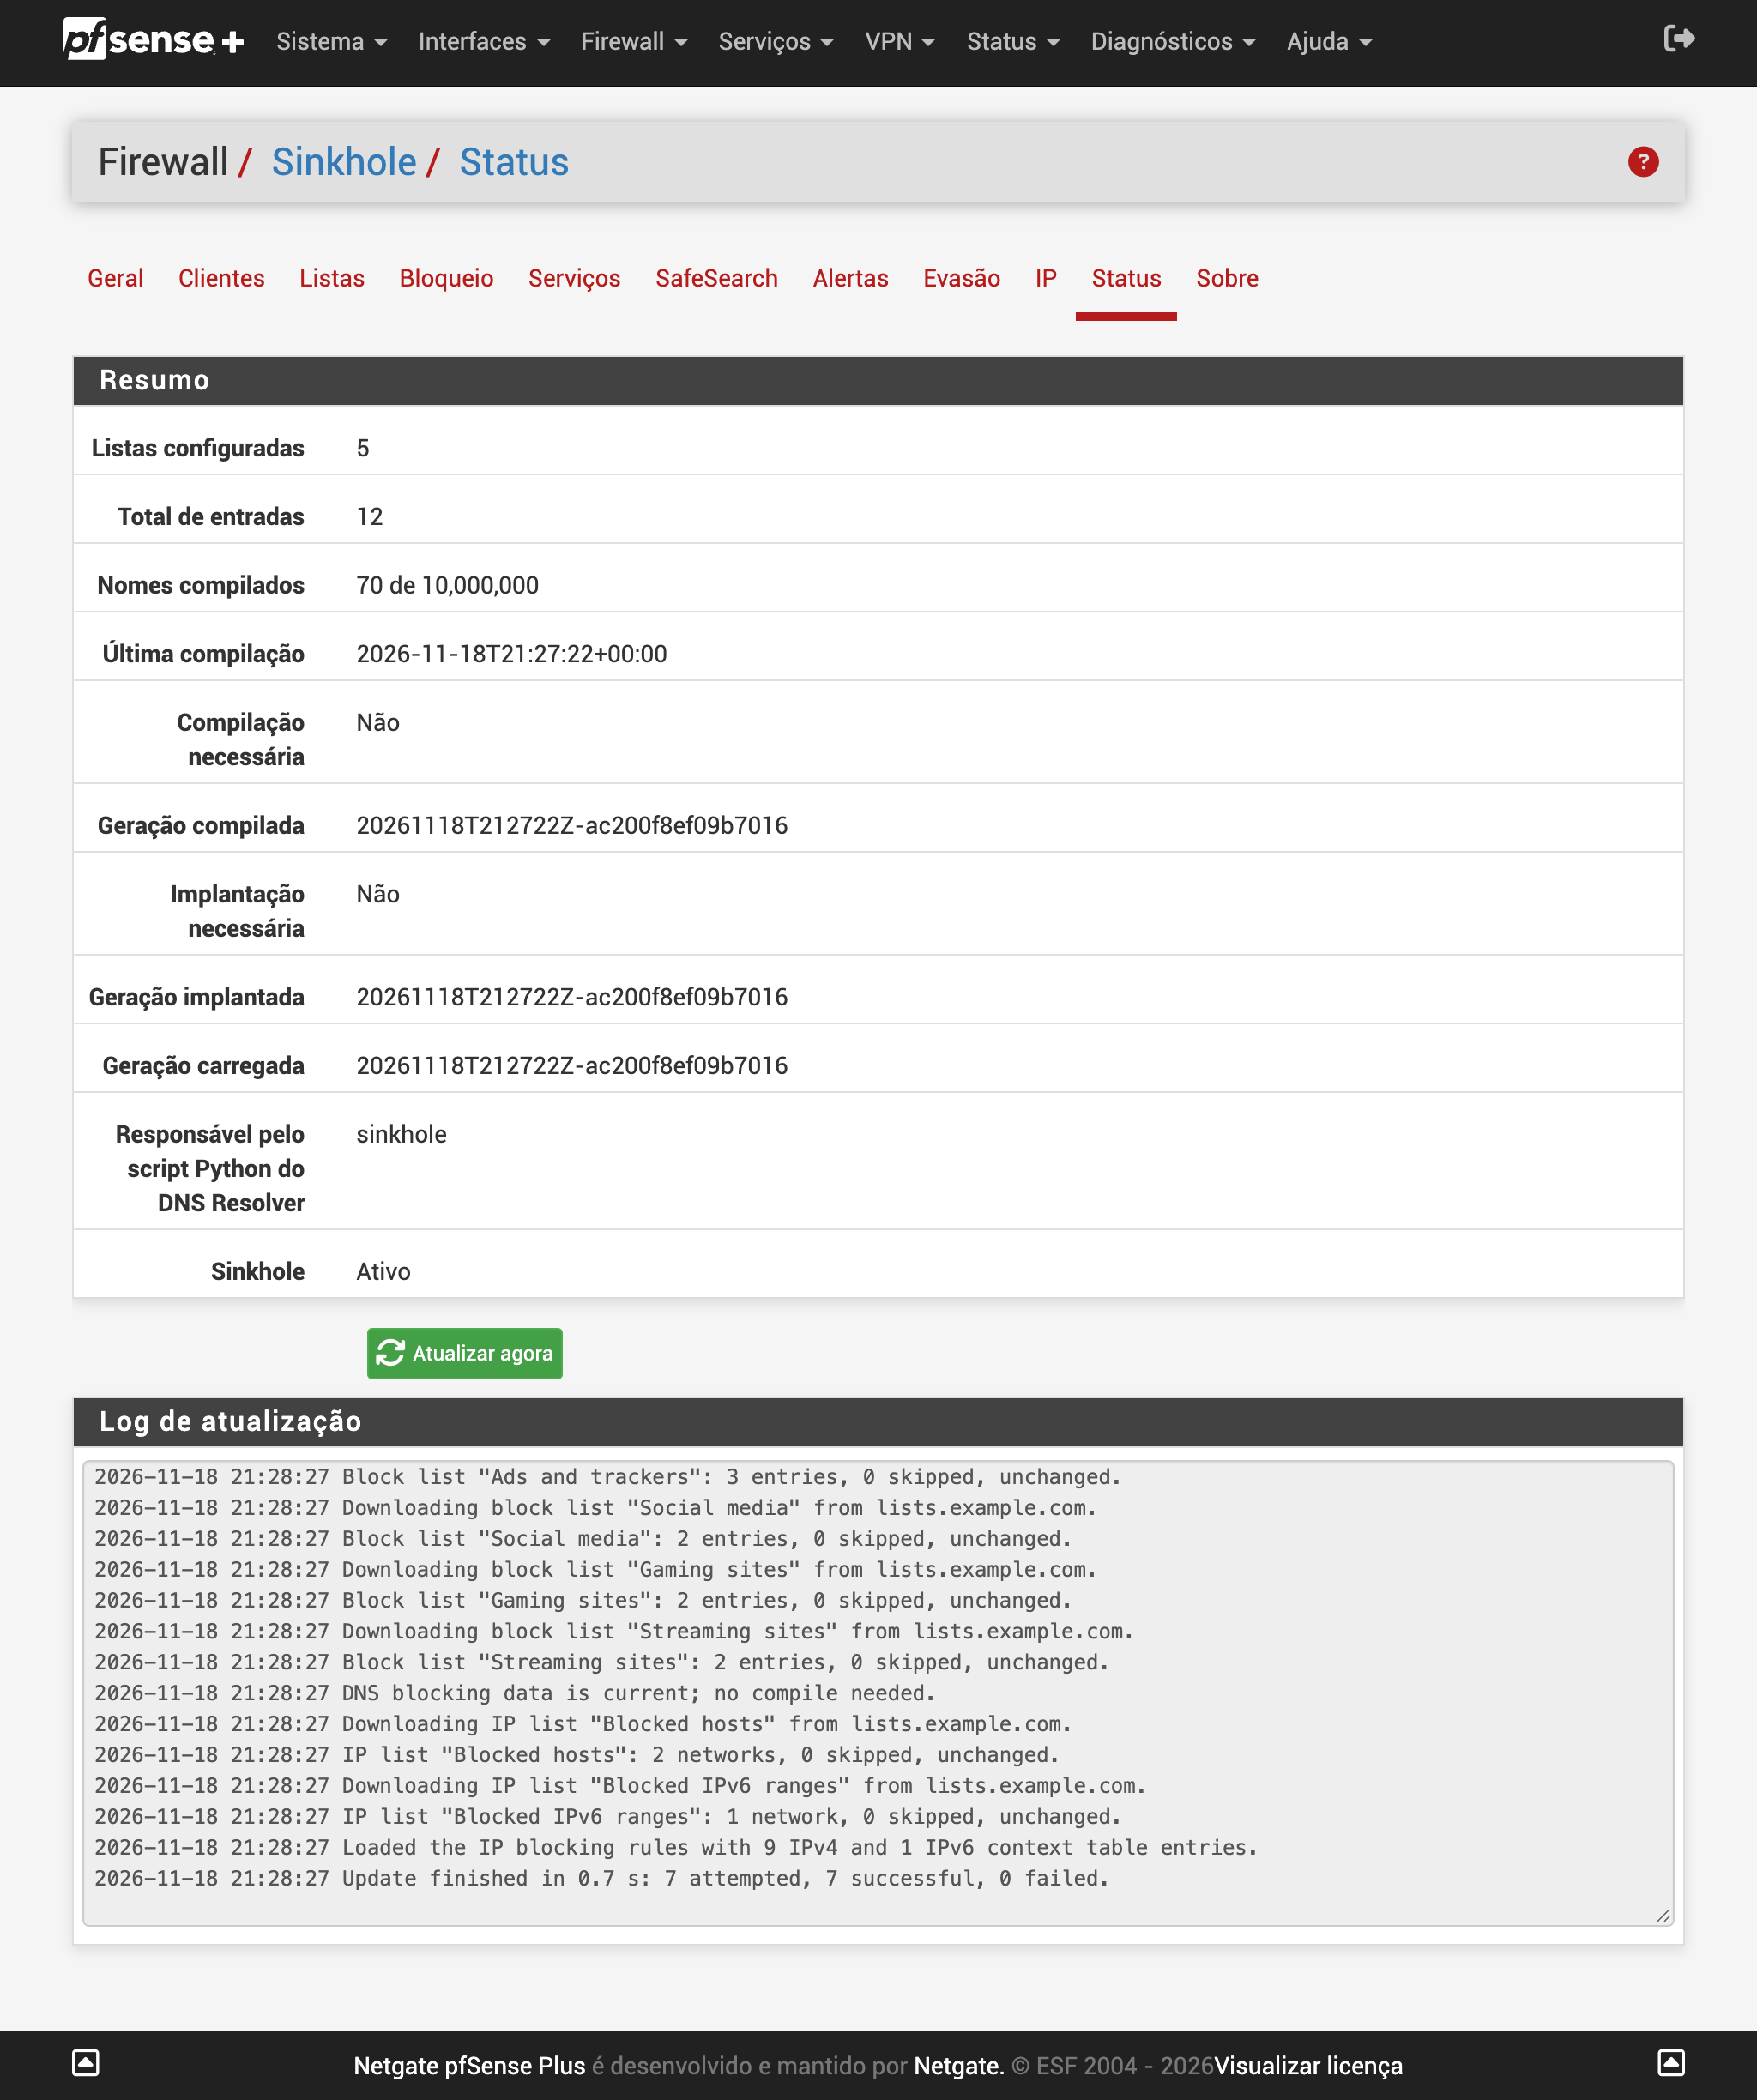 pfsense +
Sistema
Interfaces
Firewall
Serviços
VPN
Status
Diagnósticos
Ajuda
Firewall / Sinkhole / Status
?
Geral
Clientes
Listas
Bloqueio
Serviços
SafeSearch
Alertas
Evasão
IP
Status
Sobre
Resumo
Listas configuradas 5
Total de entradas 12
Nomes compilados 70 de 10,000,000
Última compilação 2026-11-18T21:27:22+00:00
Compilação Não
necessária
Geração compilada 20261118T212722Z-ac200f8ef09b7016
Implantação Não
necessária
Geração implantada 20261118T212722Z-ac200f8ef09b7016
Geração carregada 20261118T212722Z-ac200f8ef09b7016
Responsável pelo sinkhole
script Python do
DNS Resolver
Sinkhole Ativo
Atualizar agora
Log de atualização
2026-11-18 21:28:27 Block list "Ads and trackers": 3 entries, 0 skipped, unchanged.
2026-11-18 21:28:27 Downloading block list "Social media" from lists.example.com.
2026-11-18 21:28:27 Block list "Social media": 2 entries, 0 skipped, unchanged.
2026-11-18 21:28:27 Downloading block list "Gaming sites" from lists.example.com.
2026-11-18 21:28:27 Block list "Gaming sites": 2 entries, 0 skipped, unchanged.
2026-11-18 21:28:27 Downloading block list "Streaming sites" from lists.example.com.
2026-11-18 21:28:27 Block list "Streaming sites": 2 entries, 0 skipped, unchanged.
2026-11-18 21:28:27 DNS blocking data is current; no compile needed.
2026-11-18 21:28:27 Downloading IP list "Blocked hosts" from lists.example.com.
2026-11-18 21:28:27 IP list "Blocked hosts": 2 networks, 0 skipped, unchanged.
2026-11-18 21:28:27 Downloading IP list "Blocked IPv6 ranges" from lists.example.com.
2026-11-18 21:28:27 IP list "Blocked IPv6 ranges": 1 network, 0 skipped, unchanged.
2026-11-18 21:28:27 Loaded the IP blocking rules with 9 IPv4 and 1 IPv6 context table entries.
2026-11-18 21:28:27 Update finished in 0.7 s: 7 attempted, 7 successful, 0 failed.
Netgate pfSense Plus é desenvolvido e mantido por Netgate. © ESF 2004 - 2026Visualizar licença